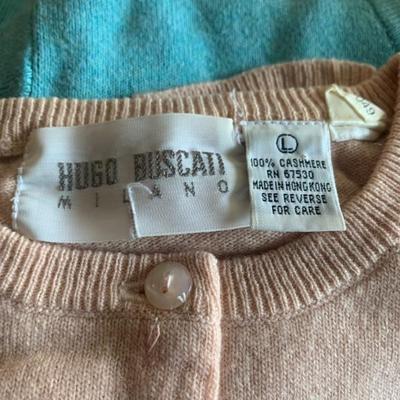 HUGO BUSCATI
MILANO
L
100% CASHMERE
RN 67530
MADE IN HONG KONG
SEE REVERSE
FOR CARE